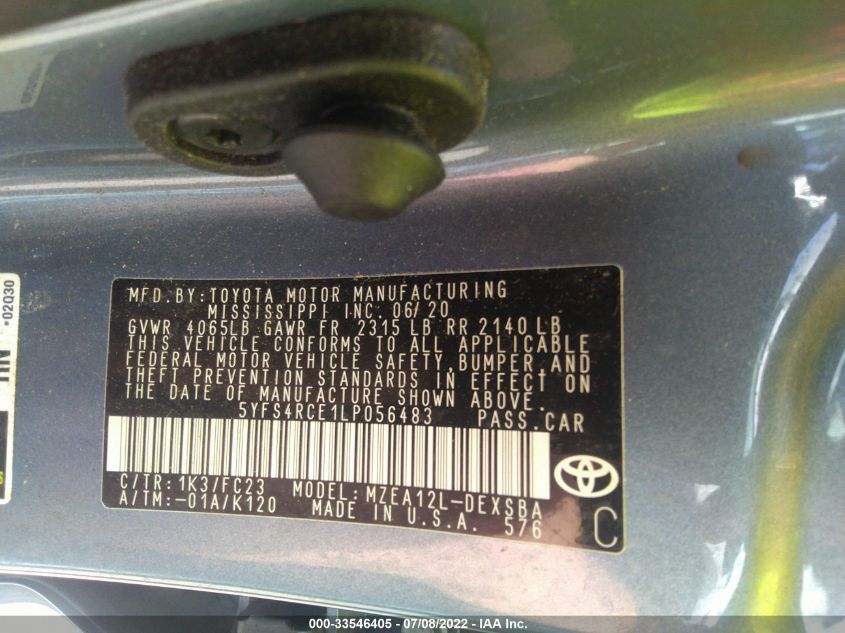 MFD.BY:TOYOTA MOTOR MANUFACTURING
MISSISSIPPI INC. 06/20
GVWR 4065LB GAWR FR 2315 LB RR 2140 LB
THIS VEHICLE CONFORMS TO ALL APPLICABLE
FEDERAL MOTOR VEHICLE SAFETY,BUMPER,AND
THEFT PREVENTION STANDARDS IN EFFECT ON
THE DATE OF MANUFACTURE SHOWN ABOVE.
5YFS4RCE1LP056483 PASS.CAR
C/TR:1K3/FC23 MODEL:MZEA12L-DEXSBA
A/TM:-01A/K120 MADE IN U.S.A. 576
C
•02Q30
000-33546405 - 07/08/2022 - IAA Inc.